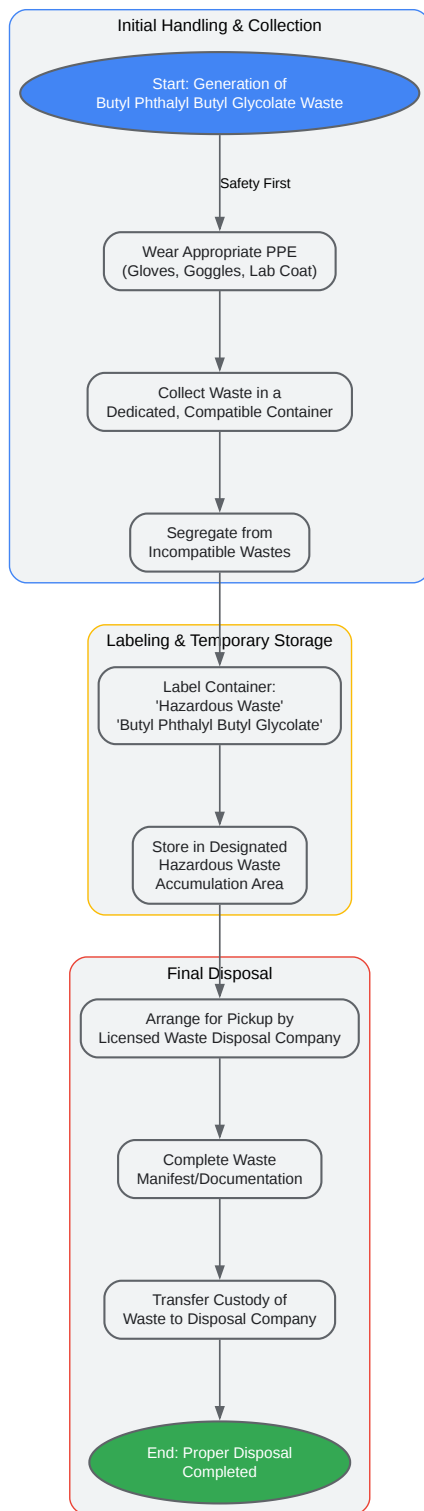 Initial Handling & Collection
Start: Generation of
Butyl Phthalyl Butyl Glycolate Waste
Safety First
Wear Appropriate PPE
(Gloves, Goggles, Lab Coat)
Collect Waste in a
Dedicated, Compatible Container
Segregate from
Incompatible Wastes
Labeling & Temporary Storage
Label Container:
'Hazardous Waste'
'Butyl Phthalyl Butyl Glycolate'
Store in Designated
Hazardous Waste
Accumulation Area
Final Disposal
Arrange for Pickup by
Licensed Waste Disposal Company
Complete Waste
Manifest/Documentation
Transfer Custody of
Waste to Disposal Company
End: Proper Disposal
Completed